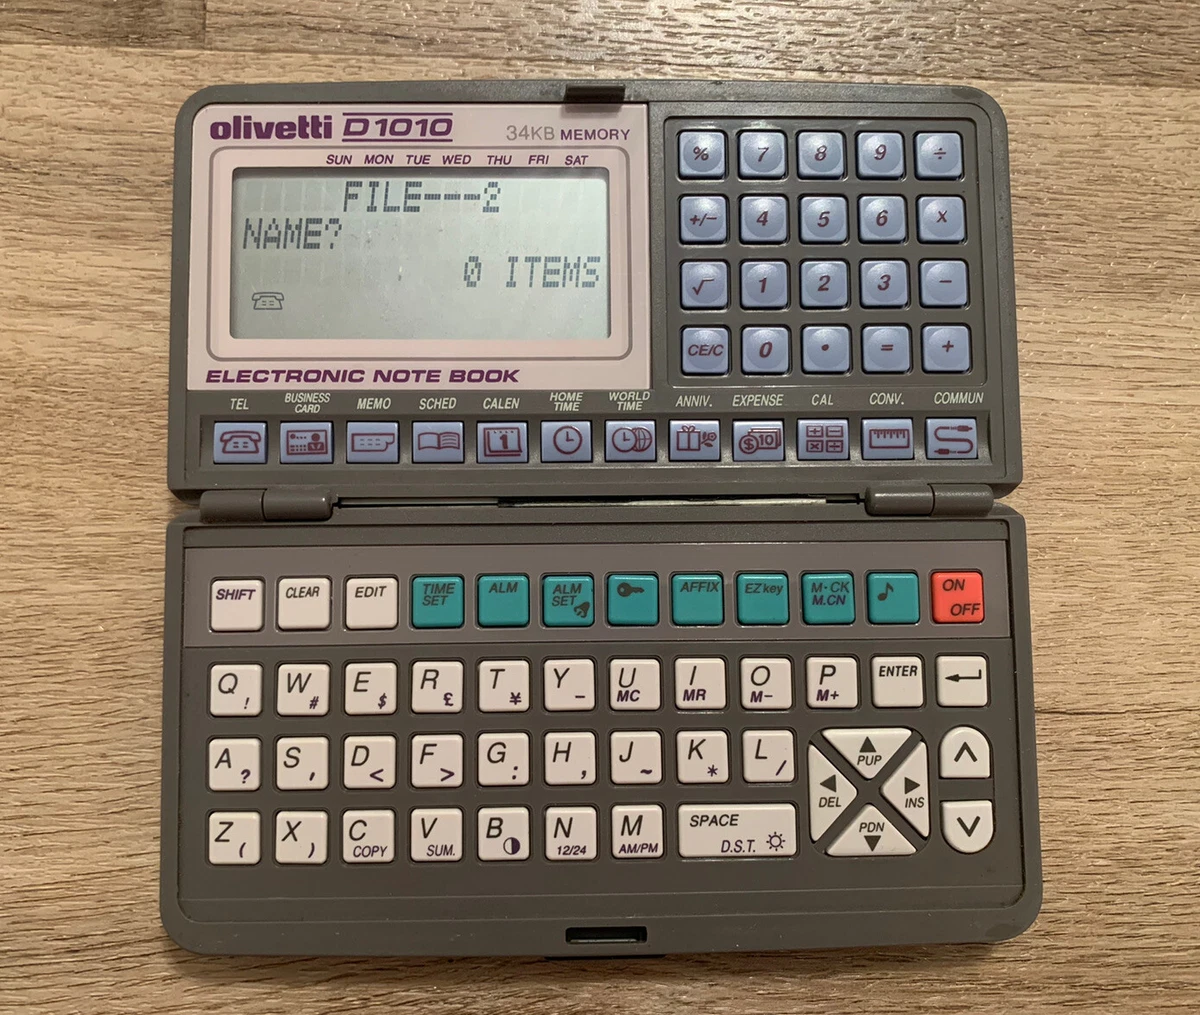 olivetti D1010 34KB MEMORY
SUN MON TUE WED THU FRI SAT
FILE---2
NAME?
0 ITEMS
ELECTRONIC NOTE BOOK
% 7 8 9 ÷
+/- 4 5 6 X
√ 1 2 3 -
CE/C 0 • = +
TEL BUSINESS CARD MEMO SCHED CALEN HOME TIME WORLD TIME ANNIV. EXPENSE CAL CONV. COMMUN
1 $10 + - × ÷
SHIFT CLEAR EDIT TIME SET ALM ALM SET AFFIX EZ key M·CK M.CN ♪ ON OFF
Q ! W # E $ R £ T ¥ Y – U MC I MR O M– P M+ ENTER ↵
A ? S ' D < F > G : H , J ~ K * L / ▲ PUP ∧
◀ DEL ▶ INS
Z ( X ) C COPY V SUM. B ◑ N 12/24 M AM/PM SPACE D.S.T. PDN ▼ ∨